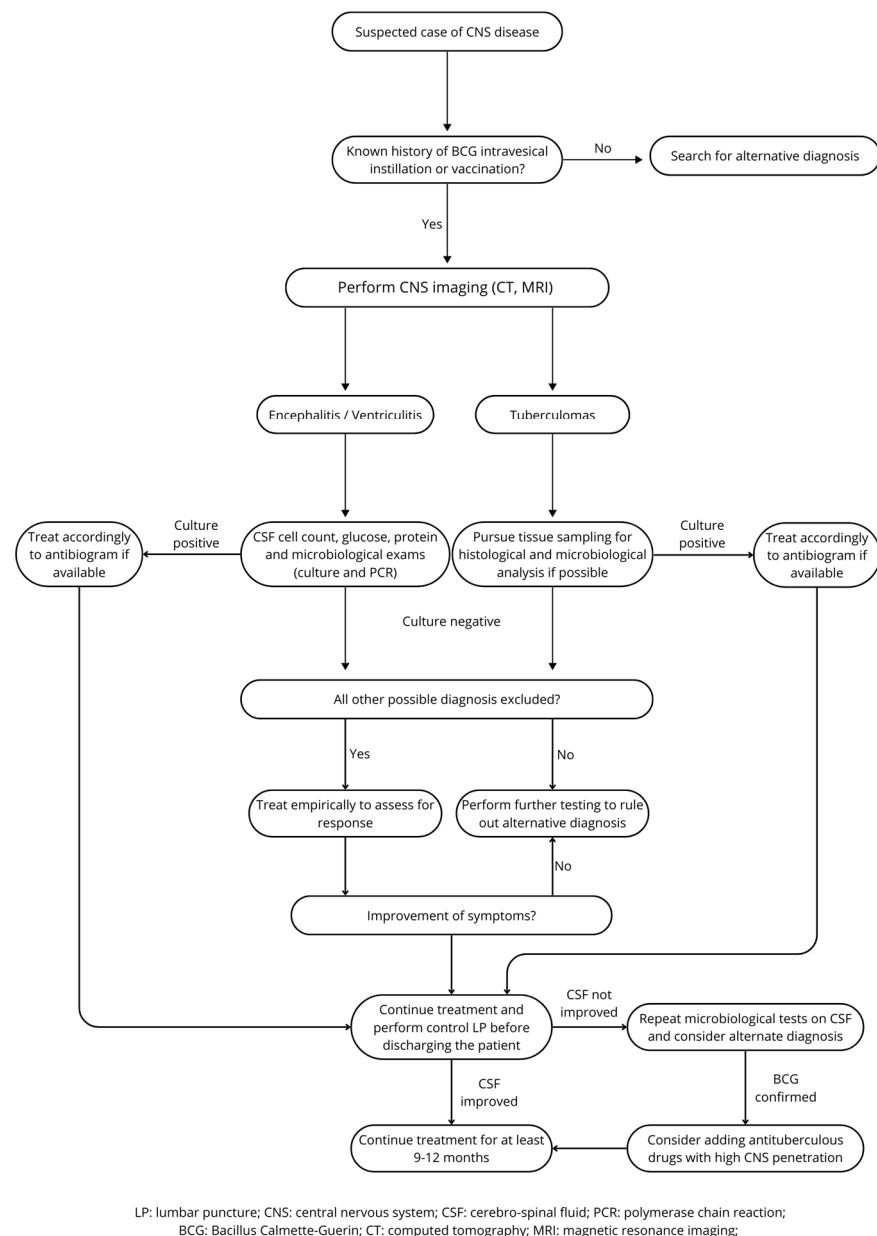 Suspected case of CNS disease
Known history of BCG intravesical
instillation or vaccination?
No
Search for alternative diagnosis
Yes
Perform CNS imaging (CT, MRI)
Encephalitis / Ventriculitis
Tuberculomas
Treat accordingly
to antibiogram if
available
Culture
positive
CSF cell count, glucose, protein
and microbiological exams
(culture and PCR)
Pursue tissue sampling for
histological and microbiological
analysis if possible
Culture
positive
Treat accordingly
to antibiogram if
available
Culture negative
All other possible diagnosis excluded?
Yes
No
Treat empirically to assess for
response
Perform further testing to rule
out alternative diagnosis
No
Improvement of symptoms?
Continue treatment and
perform control LP before
discharging the patient
CSF not
improved
Repeat microbiological tests on CSF
and consider alternate diagnosis
CSF
improved
BCG
confirmed
Continue treatment for at least
9-12 months
Consider adding antituberculous
drugs with high CNS penetration
LP: lumbar puncture; CNS: central nervous system; CSF: cerebro-spinal fluid; PCR: polymerase chain reaction;
BCG: Bacillus Calmette-Guerin; CT: computed tomography; MRI: magnetic resonance imaging;